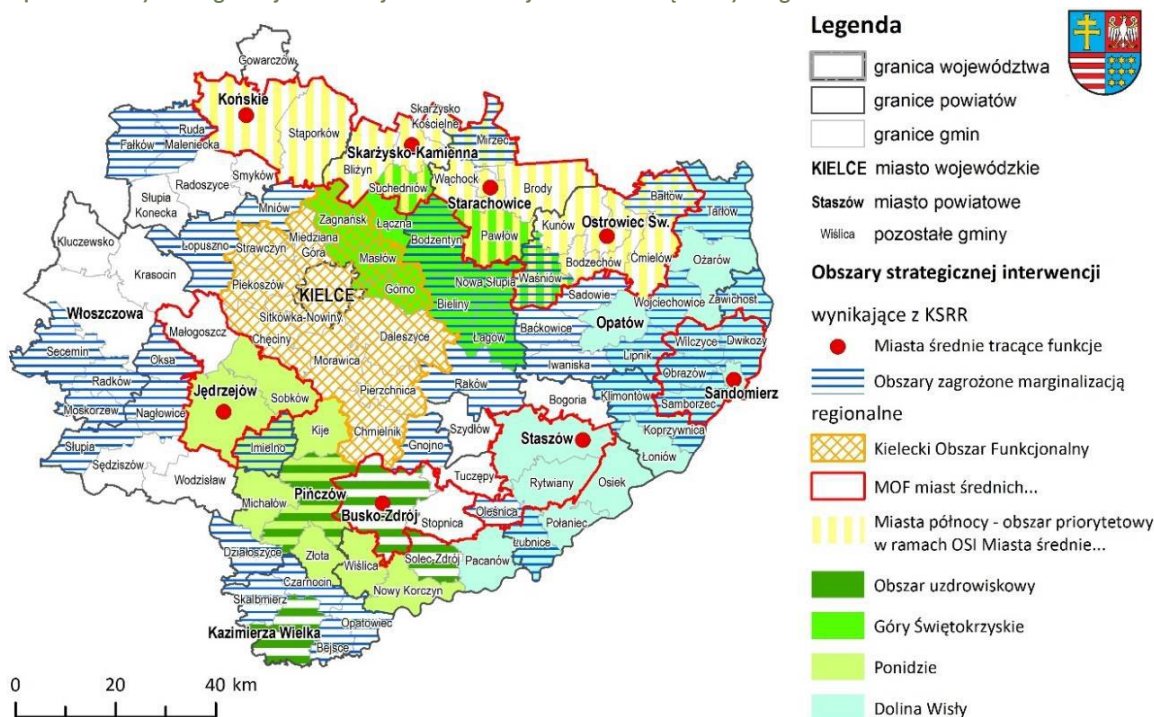 Gowarczów
Końskie
Stąporków
Ruda
Maleniecka
Fałków
Radoszyce
Smyków
Słupia
Konecka
Skarżysko
Kościelne
Skarżysko-Kamienna
Bliżyn
Suchedniów
Mirzec
Wąchock
Brody
Starachowice
Pawłów
Kunów
Ostrowiec Św.
Bodzechów
Ćmielów
Bałtów
Tarłów
Ożarów
Mniów
Zagnańsk
Łączna
Bodzentyn
Kluczewsko
Łopuszno
Strawczyn
Miedziana
Góra
Masłów
Nowa Słupia
Waśniów
Sadowie
Wojciechowice
Zawichost
Krasocin
Piekoszów
KIELCE
Górno
Bieliny
Opatów
Baćkowice
Włoszczowa
Małogoszcz
Sitkówka-Nowiny
Chęciny
Daleszyce
Łagów
Iwaniska
Lipnik
Wilczyce
Dwikozy
Secemin
Oksa
Morawica
Obrazów
Sandomierz
Radków
Jędrzejów
Sobków
Pierzchnica
Raków
Bogoria
Klimontów
Samborzec
Moskorzew
Nagłowice
Kije
Chmielnik
Szydłów
Staszów
Koprzywnica
Słupia
Imielno
Gnojno
Łoniów
Sędziszów
Wodzisław
Pińczów
Tuczępy
Rytwiany
Osiek
Michałów
Busko-Zdrój
Stopnica
Oleśnica
Połaniec
Działoszyce
Złota
Wiślica
Solec-Zdrój
Pacanów
Łubnice
Czarnocin
Skalbmierz
Nowy Korczyn
Opatowiec
Kazimierza Wielka
Bejsce
0 20 40 km
Legenda
granica województwa
granice powiatów
granice gmin
KIELCE miasto wojewódzkie
Staszów miasto powiatowe
Wiślica pozostałe gminy
Obszary strategicznej interwencji
wynikające z KSRR
Miasta średnie tracące funkcje
Obszary zagrożone marginalizacją
regionalne
Kielecki Obszar Funkcjonalny
MOF miast średnich...
Miasta północy - obszar priorytetowy
w ramach OSI Miasta średnie...
Obszar uzdrowiskowy
Góry Świętokrzyskie
Ponidzie
Dolina Wisły